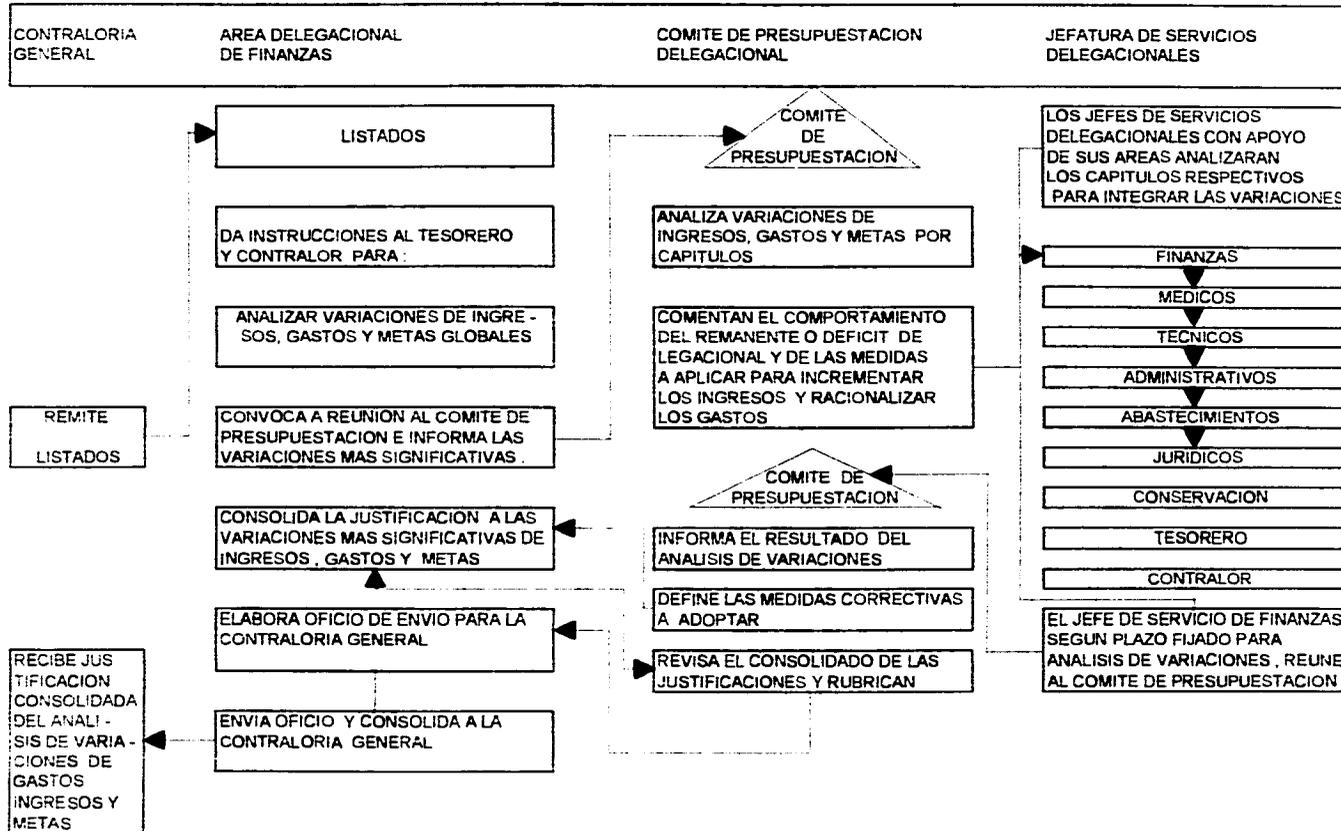 CONTRALORIA
GENERAL
AREA DELEGACIONAL
DE FINANZAS
COMITE DE PRESUPUESTACION
DELEGACIONAL
JEFATURA DE SERVICIOS
DELEGACIONALES
REMITE
LISTADOS
RECIBE JUS
TIFICACION
CONSOLIDADA
DEL ANALI -
SIS DE VARIA -
CIONES DE
GASTOS
INGRESOS Y
METAS
LISTADOS
DA INSTRUCCIONES AL TESORERO
Y CONTRALOR PARA :
ANALIZAR VARIACIONES DE INGRE -
SOS, GASTOS Y METAS GLOBALES
CONVOCA A REUNION AL COMITE DE
PRESUPUESTACION E INFORMA LAS
VARIACIONES MAS SIGNIFICATIVAS .
CONSOLIDA LA JUSTIFICACION A LAS
VARIACIONES MAS SIGNIFICATIVAS DE
INGRESOS , GASTOS Y METAS
ELABORA OFICIO DE ENVIO PARA LA
CONTRALORIA GENERAL
ENVIA OFICIO Y CONSOLIDA A LA
CONTRALORIA GENERAL
COMITE
DE
PRESUPUESTACION
ANALIZA VARIACIONES DE
INGRESOS, GASTOS Y METAS POR
CAPITULOS
COMENTAN EL COMPORTAMIENTO
DEL REMANENTE O DEFICIT DE
LEGACIONAL Y DE LAS MEDIDAS
A APLICAR PARA INCREMENTAR
LOS INGRESOS Y RACIONALIZAR
LOS GASTOS
COMITE DE
PRESUPUESTACION
INFORMA EL RESULTADO DEL
ANALISIS DE VARIACIONES
DEFINE LAS MEDIDAS CORRECTIVAS
A ADOPTAR
REVISA EL CONSOLIDADO DE LAS
JUSTIFICACIONES Y RUBRICAN
LOS JEFES DE SERVICIOS
DELEGACIONALES CON APOYO
DE SUS AREAS ANALIZARAN
LOS CAPITULOS RESPECTIVOS
PARA INTEGRAR LAS VARIACIONES
FINANZAS
MEDICOS
TECNICOS
ADMINISTRATIVOS
ABASTECIMIENTOS
JURIDICOS
CONSERVACION
TESORERO
CONTRALOR
EL JEFE DE SERVICIO DE FINANZAS
SEGUN PLAZO FIJADO PARA
ANALISIS DE VARIACIONES , REUNE
AL COMITE DE PRESUPUESTACION